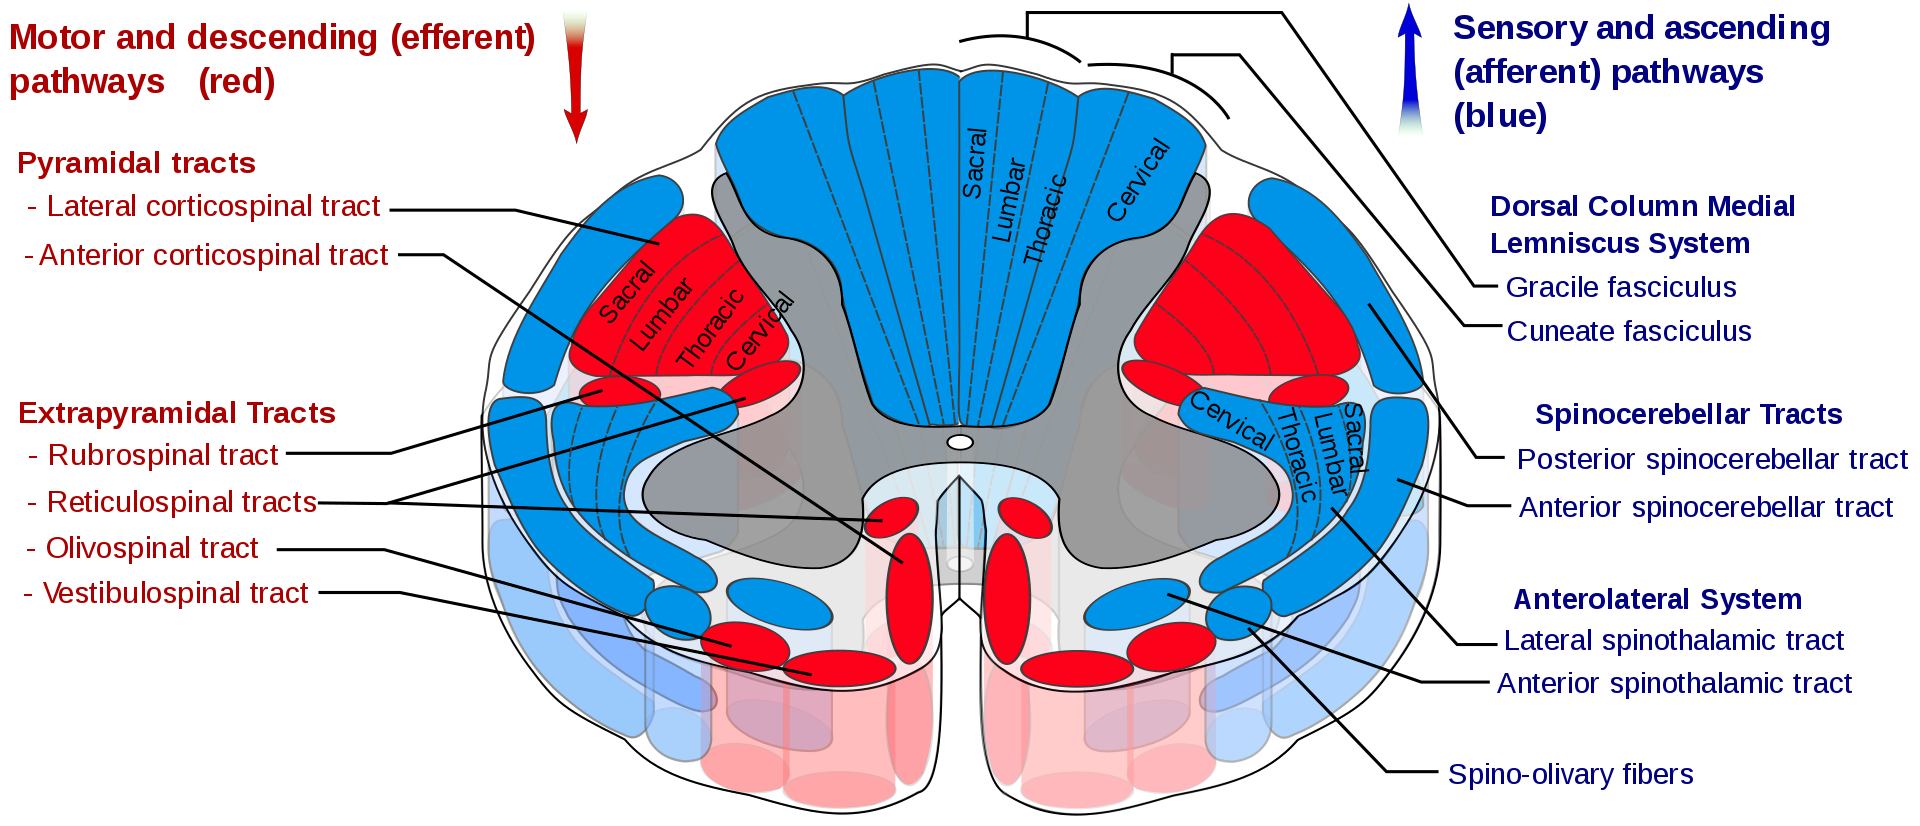 Motor and descending (efferent)
pathways (red)
Pyramidal tracts
- Lateral corticospinal tract
- Anterior corticospinal tract
Extrapyramidal Tracts
- Rubrospinal tract
- Reticulospinal tracts
- Olivospinal tract
- Vestibulospinal tract
Sacral
Lumbar
Thoracic
Cervical
Sacral
Lumbar
Thoracic
Cervical
Cervical
Thoracic
Lumbar
Sacral
Sensory and ascending
(afferent) pathways
(blue)
Dorsal Column Medial
Lemniscus System
Gracile fasciculus
Cuneate fasciculus
Spinocerebellar Tracts
Posterior spinocerebellar tract
Anterior spinocerebellar tract
Anterolateral System
Lateral spinothalamic tract
Anterior spinothalamic tract
Spino-olivary fibers